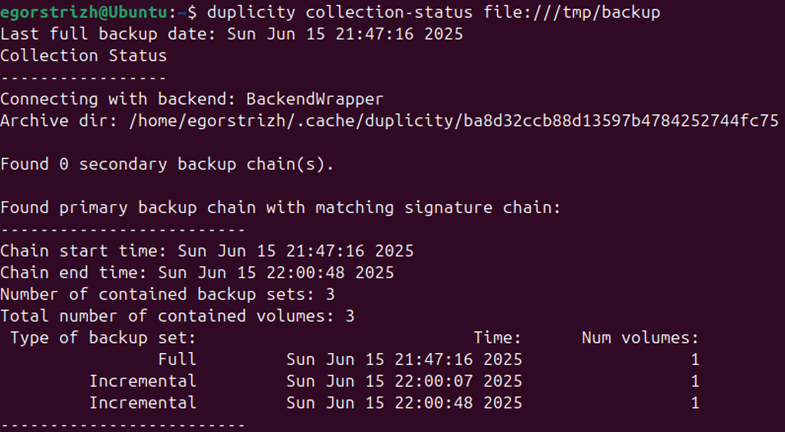 egorstrizh@Ubuntu:~$ duplicity collection-status file:///tmp/backup
Last full backup date: Sun Jun 15 21:47:16 2025
Collection Status
-----------------
Connecting with backend: BackendWrapper
Archive dir: /home/egorstrizh/.cache/duplicity/ba8d32ccb88d13597b4784252744fc75

Found 0 secondary backup chain(s).

Found primary backup chain with matching signature chain:
-------------------------
Chain start time: Sun Jun 15 21:47:16 2025
Chain end time: Sun Jun 15 22:00:48 2025
Number of contained backup sets: 3
Total number of contained volumes: 3
 Type of backup set:                            Time:      Num volumes:
                Full         Sun Jun 15 21:47:16 2025                 1
         Incremental         Sun Jun 15 22:00:07 2025                 1
         Incremental         Sun Jun 15 22:00:48 2025                 1
-------------------------